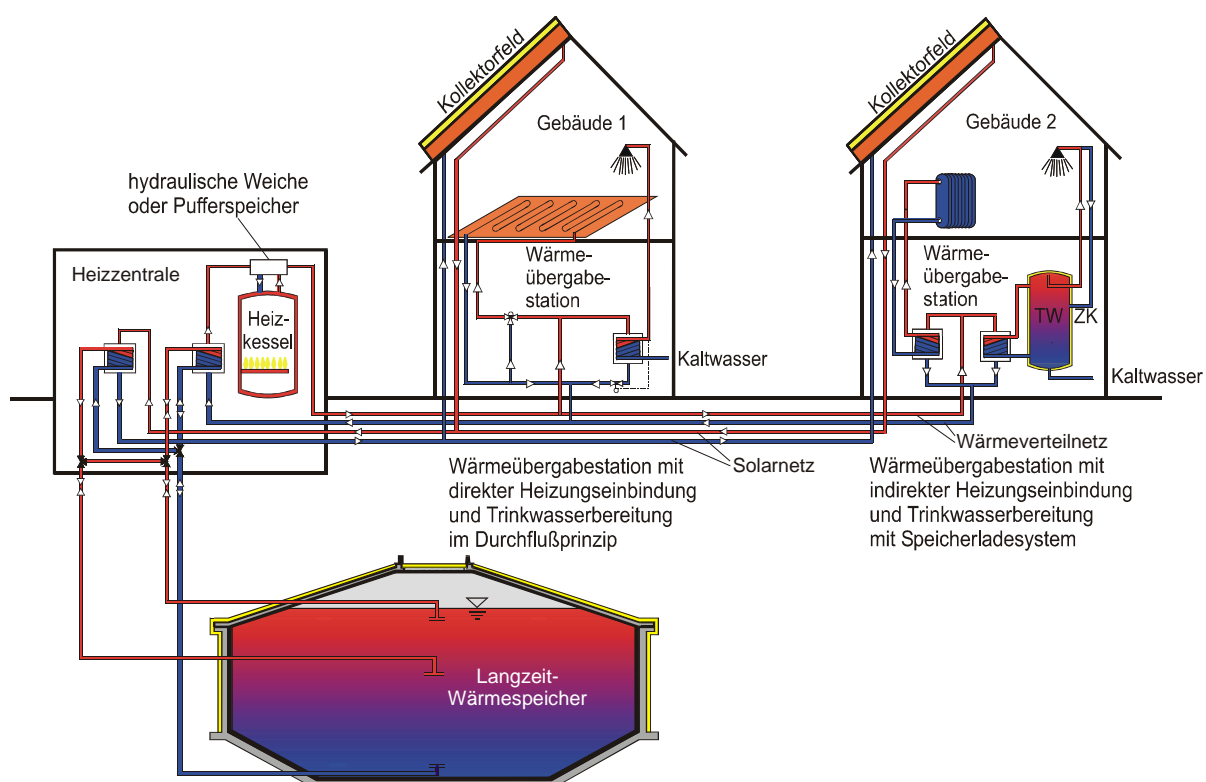 Kollektorfeld
Gebäude 1
Kollektorfeld
Gebäude 2
hydraulische Weiche
oder Pufferspeicher
Heizzentrale
Heiz-
kessel
Wärme-
übergabe-
station
Kaltwasser
Wärme-
übergabe-
station
TW
ZK
Kaltwasser
Wärmeverteilnetz
Solarnetz
Wärmeübergabestation mit
direkter Heizungseinbindung
und Trinkwasserbereitung
im Durchflußprinzip
Wärmeübergabestation mit
indirekter Heizungseinbindung
und Trinkwasserbereitung
mit Speicherladesystem
Langzeit-
Wärmespeicher